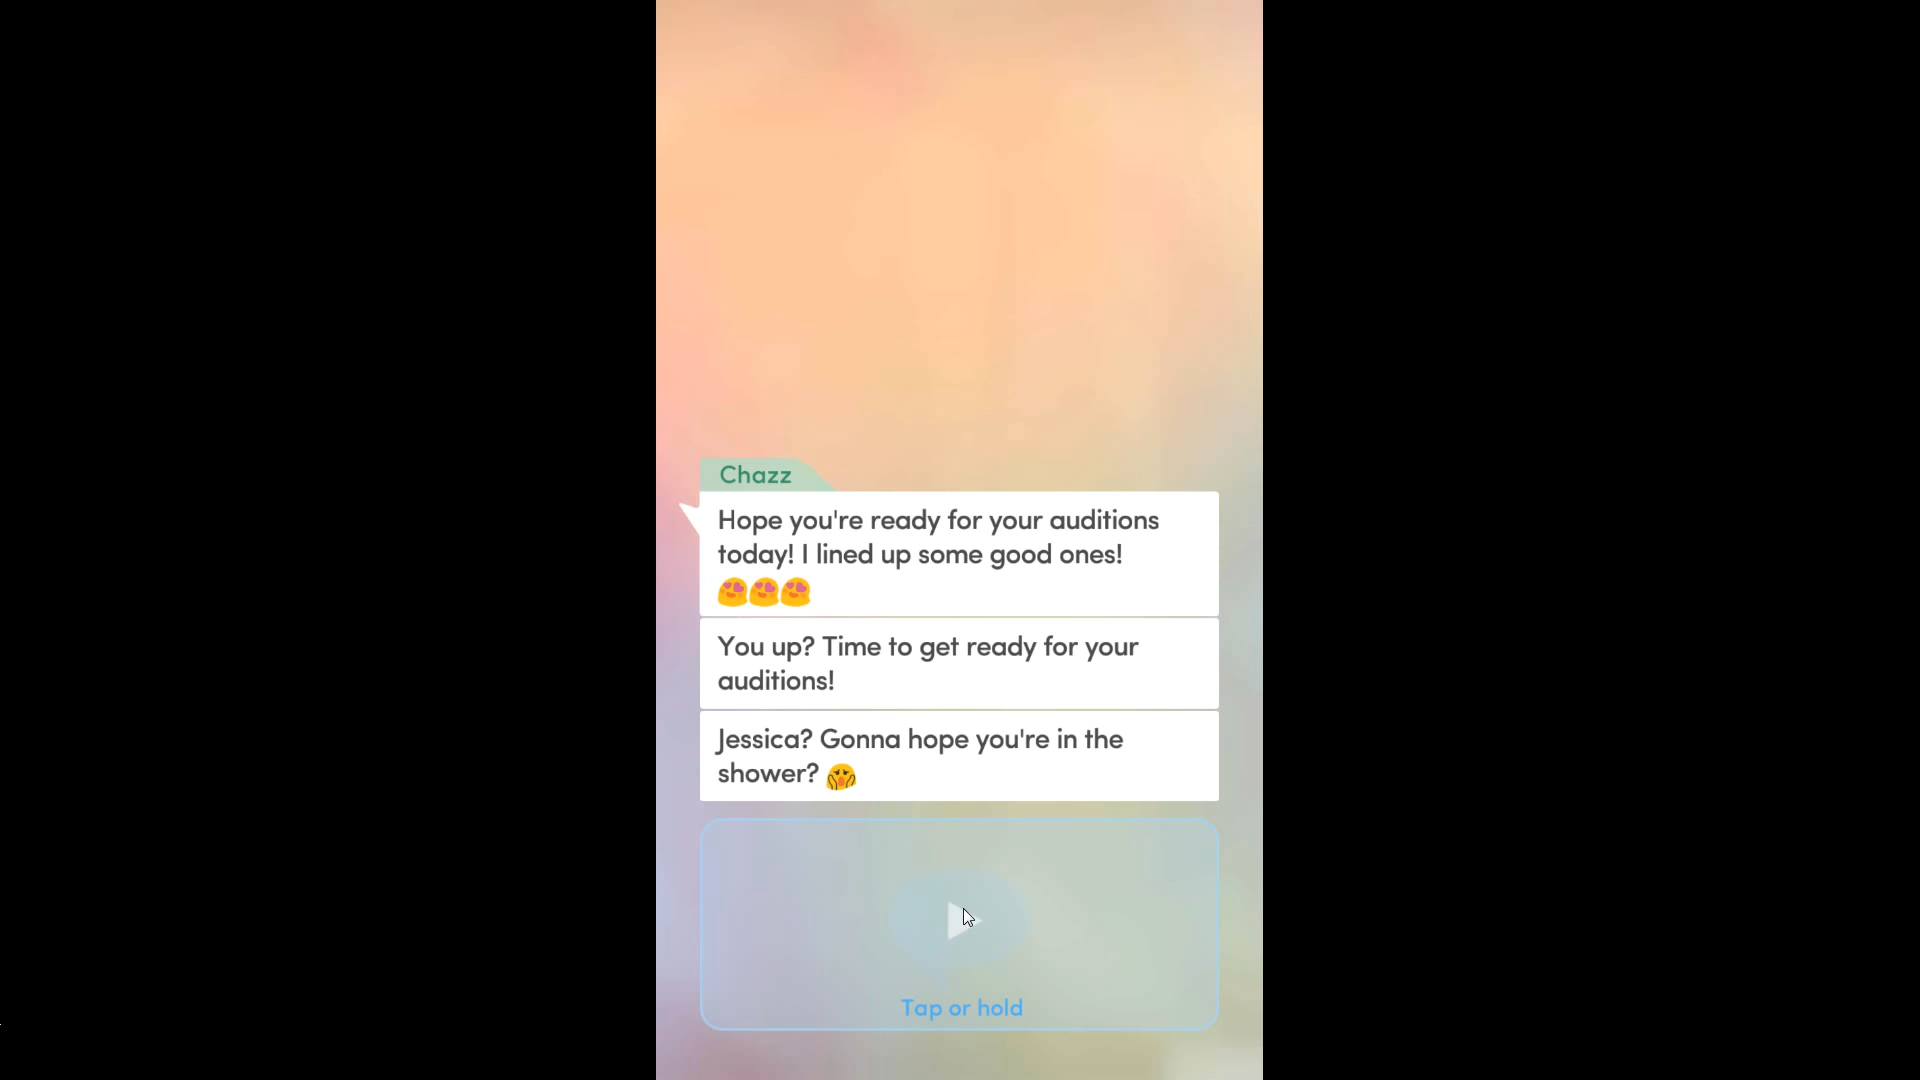 Chazz
Hope you're ready for your auditions
today! I lined up some good ones!
😍😍😍
You up? Time to get ready for your
auditions!
Jessica? Gonna hope you're in the
shower? 😱
Tap or hold